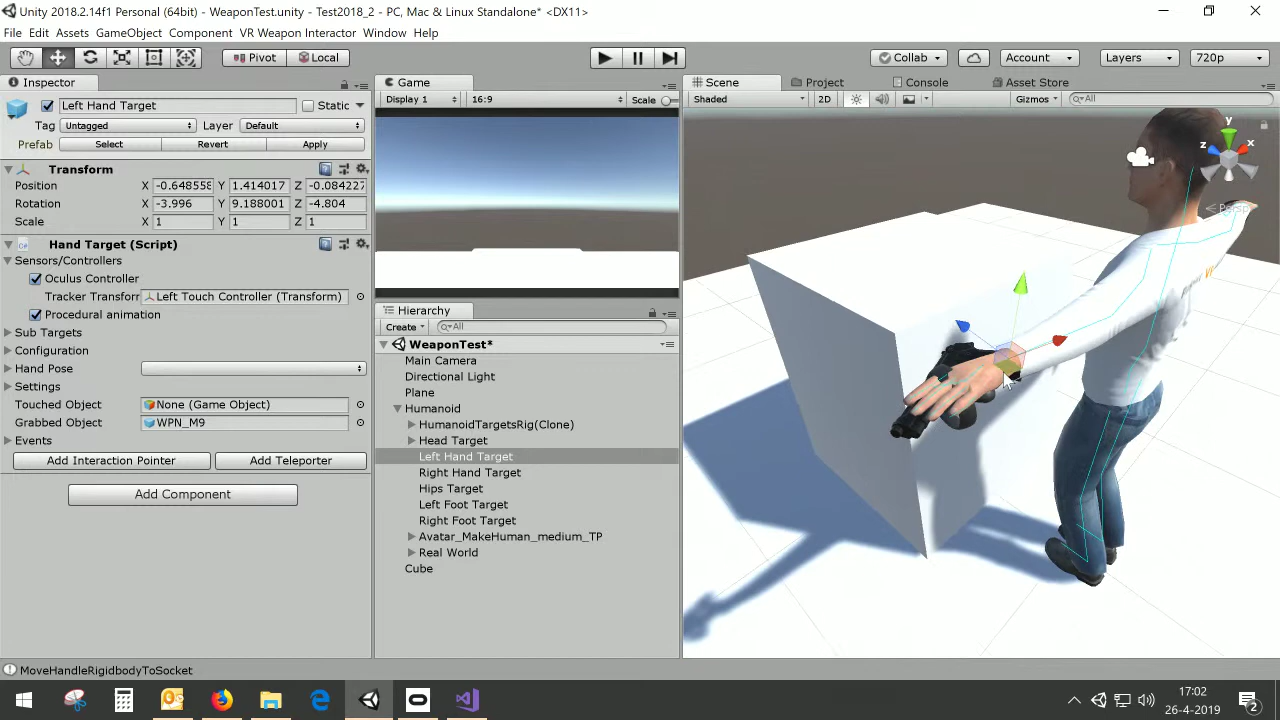 Unity 2018.2.14f1 Personal (64bit) - WeaponTest.unity - Test2018_2 - PC, Mac & Linux Standalone* <DX11>
File Edit Assets GameObject Component VR Weapon Interactor Window Help
Pivot Local Collab Account Layers 720p
Inspector
Left Hand Target Static
Tag Untagged Layer Default
Prefab Select Revert Apply
Transform
Position X -0.648558 Y 1.414017 Z -0.084227
Rotation X -3.996 Y 9.188001 Z -4.804
Scale X 1 Y 1 Z 1
Hand Target (Script)
Sensors/Controllers
Oculus Controller
Tracker Transform Left Touch Controller (Transform)
Procedural animation
Sub Targets
Configuration
Hand Pose
Settings
Touched Object None (Game Object)
Grabbed Object WPN_M9
Events
Add Interaction Pointer Add Teleporter
Add Component
Game
Display 1 16:9 Scale
Hierarchy
Create All
WeaponTest*
Main Camera
Directional Light
Plane
Humanoid
HumanoidTargetsRig(Clone)
Head Target
Left Hand Target
Right Hand Target
Hips Target
Left Foot Target
Right Foot Target
Avatar_MakeHuman_medium_TP
Real World
Cube
Scene Project Console Asset Store
Shaded 2D Gizmos All
y
z x
Persp
MoveHandleRigidbodyToSocket
17:02
26-4-2019
2